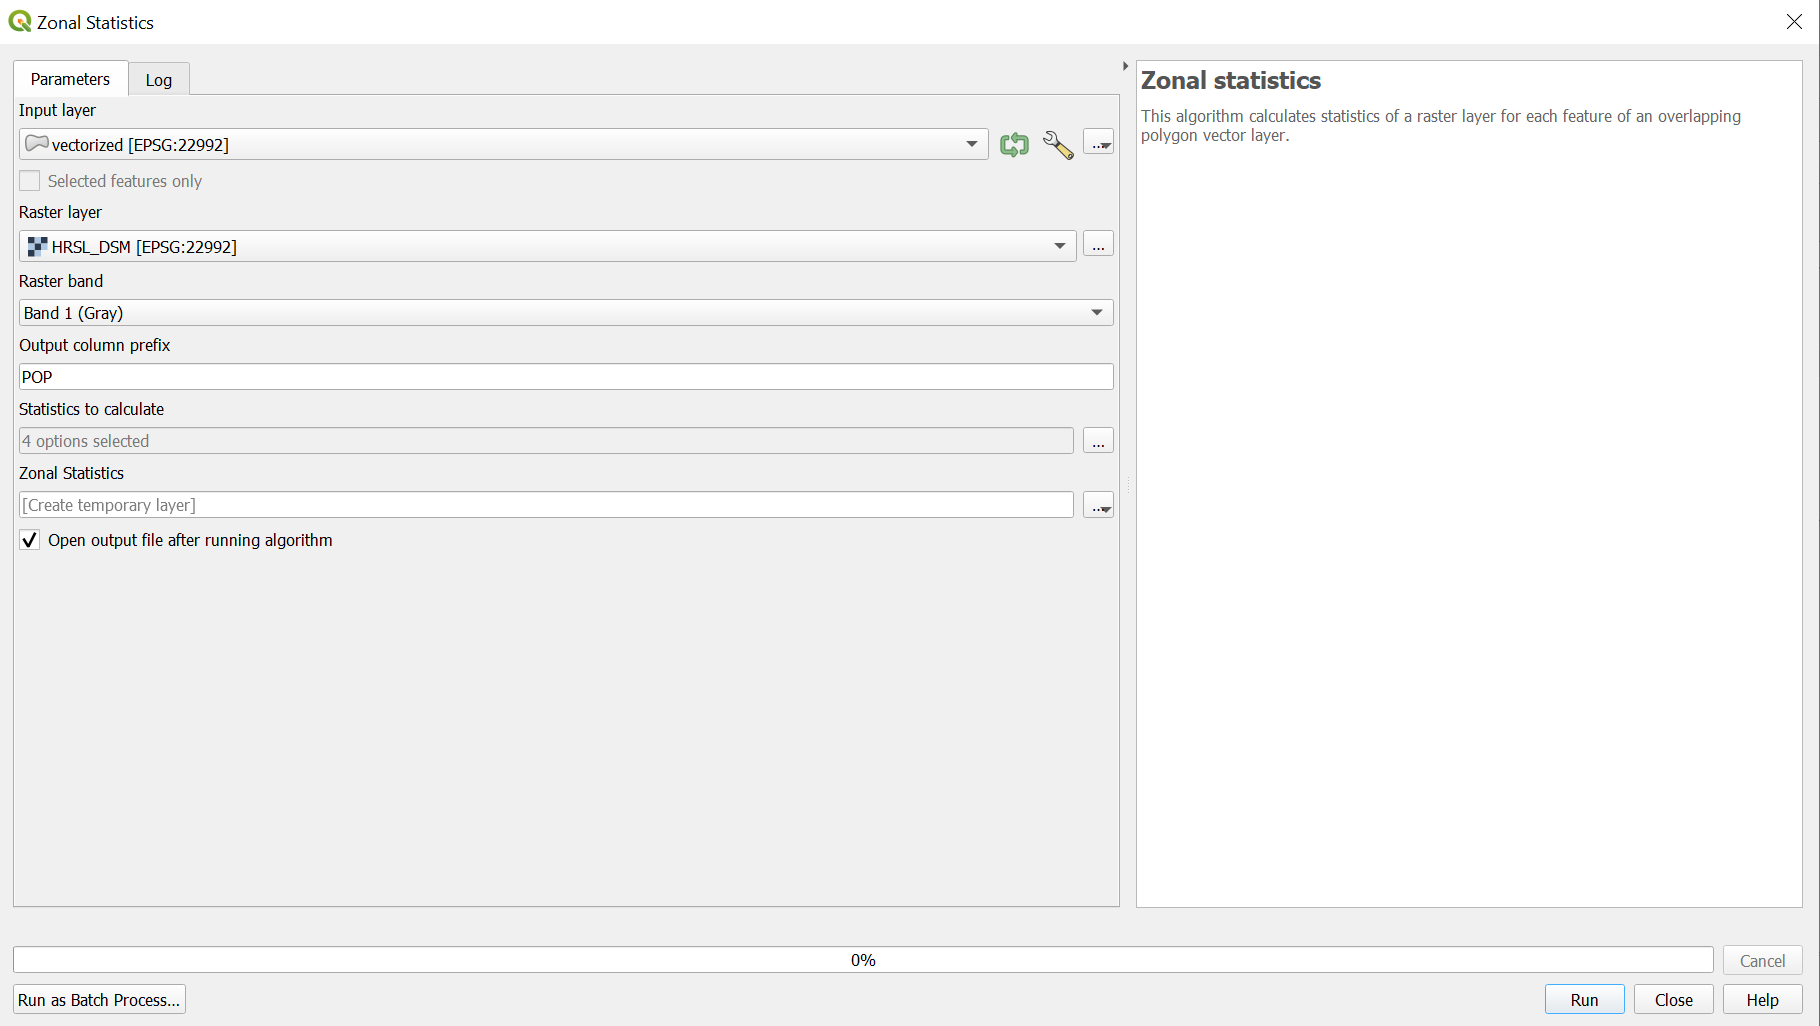 Zonal Statistics
Parameters
Log
Input layer
vectorized [EPSG:22992]
...
Selected features only
Raster layer
HRSL_DSM [EPSG:22992]
...
Raster band
Band 1 (Gray)
Output column prefix
POP
Statistics to calculate
4 options selected
...
Zonal Statistics
[Create temporary layer]
...
Open output file after running algorithm
Zonal statistics
This algorithm calculates statistics of a raster layer for each feature of an overlapping
polygon vector layer.
0%
Cancel
Run as Batch Process...
Run
Close
Help